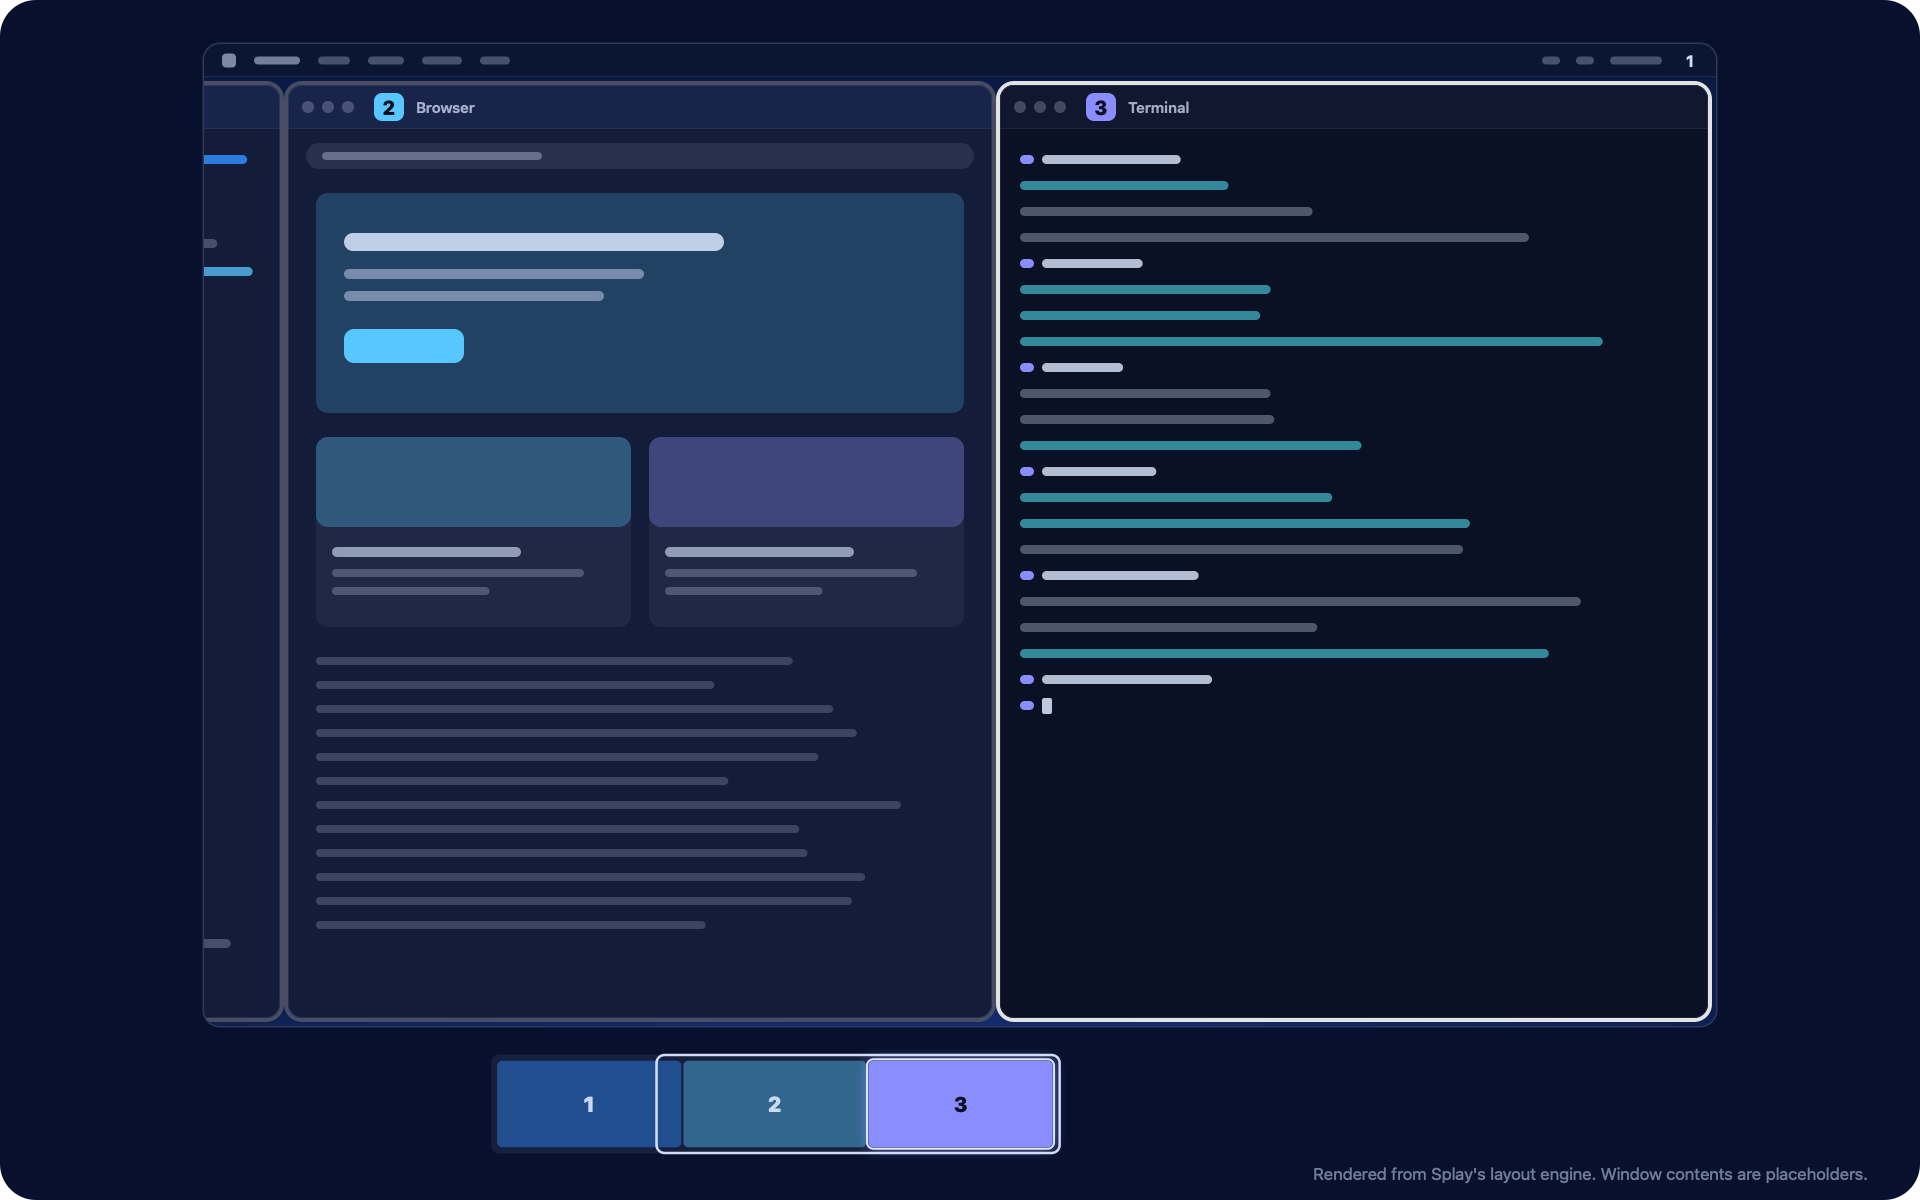 1
2 Browser
3 Terminal
1 2 3
Rendered from Splay's layout engine. Window contents are placeholders.